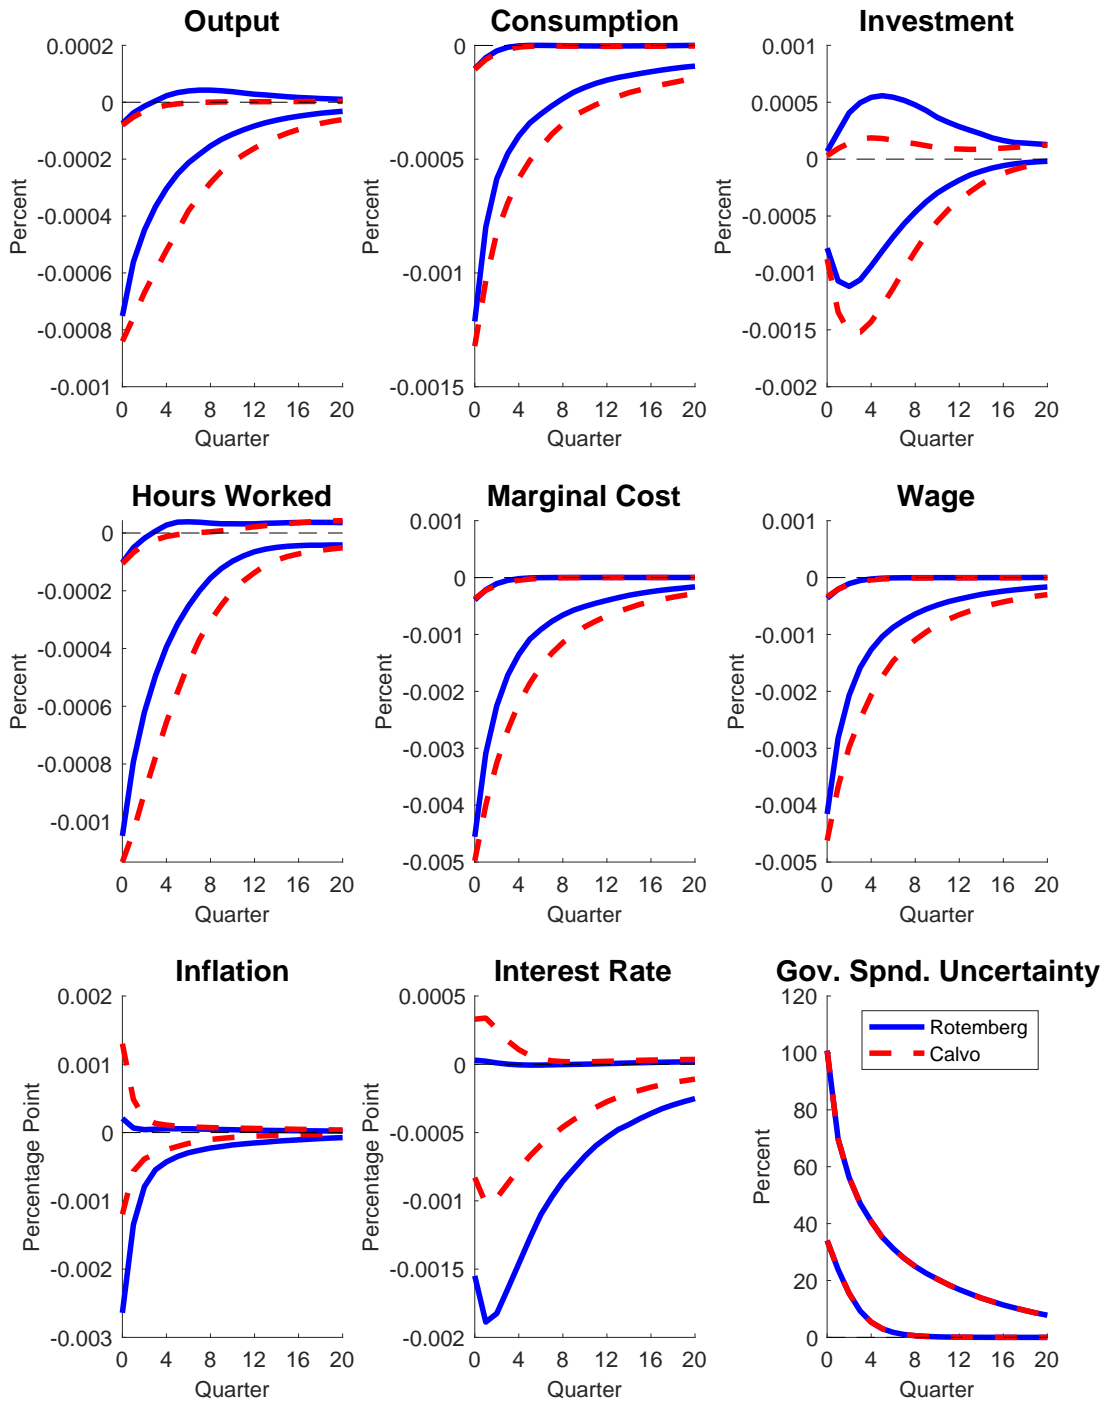 Output
Percent
0.0002
0
-0.0002
-0.0004
-0.0006
-0.0008
-0.001
0 4 8 12 16 20
Quarter
Consumption
0
-0.0005
-0.001
-0.0015
0 4 8 12 16 20
Quarter
Investment
Percent
0.001
0.0005
0
-0.0005
-0.001
-0.0015
-0.002
0 4 8 12 16 20
Quarter
Hours Worked
Percent
0
-0.0002
-0.0004
-0.0006
-0.0008
-0.001
0 4 8 12 16 20
Quarter
Marginal Cost
Percent
0.001
0
-0.001
-0.002
-0.003
-0.004
-0.005
0 4 8 12 16 20
Quarter
Wage
Percent
0.001
0
-0.001
-0.002
-0.003
-0.004
-0.005
0 4 8 12 16 20
Quarter
Inflation
Percentage Point
0.002
0.001
0
-0.001
-0.002
-0.003
0 4 8 12 16 20
Quarter
Interest Rate
Percentage Point
0.0005
0
-0.0005
-0.001
-0.0015
-0.002
0 4 8 12 16 20
Quarter
Gov. Spnd. Uncertainty
Percent
120
100
80
60
40
20
0
Rotemberg
Calvo
0 4 8 12 16 20
Quarter
Percent